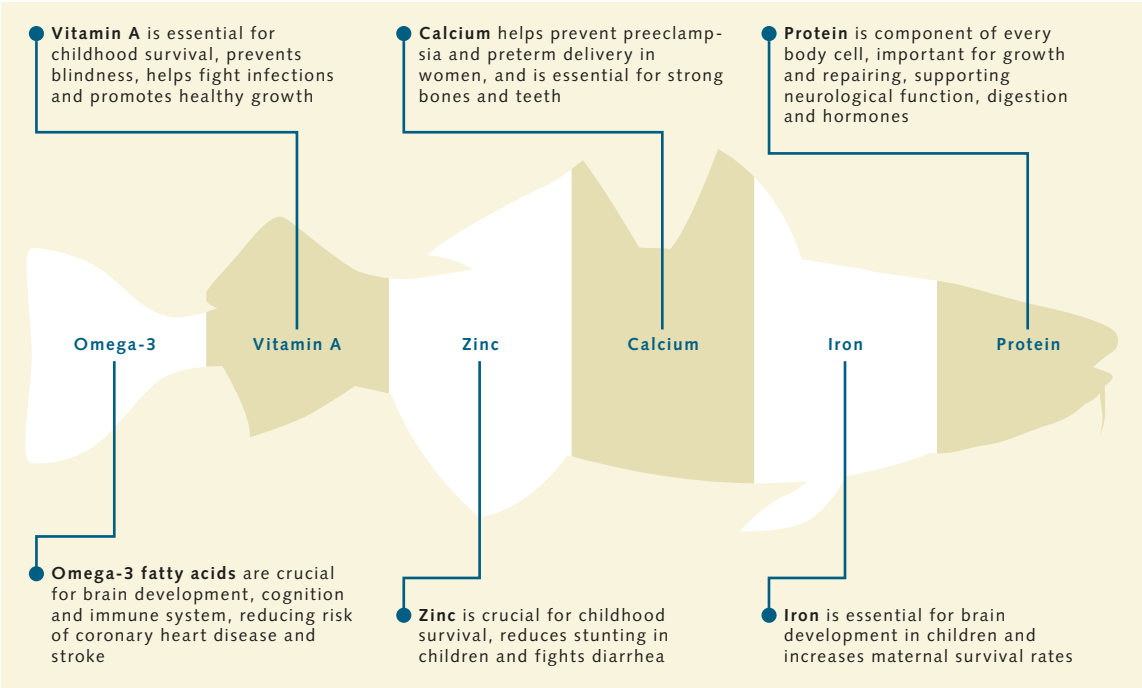 Vitamin A is essential for
childhood survival, prevents
blindness, helps fight infections
and promotes healthy growth
Calcium helps prevent preeclamp-
sia and preterm delivery in
women, and is essential for strong
bones and teeth
Protein is component of every
body cell, important for growth
and repairing, supporting
neurological function, digestion
and hormones
Omega-3
Vitamin A
Zinc
Calcium
Iron
Protein
Omega-3 fatty acids are crucial
for brain development, cognition
and immune system, reducing risk
of coronary heart disease and
stroke
Zinc is crucial for childhood
survival, reduces stunting in
children and fights diarrhea
Iron is essential for brain
development in children and
increases maternal survival rates